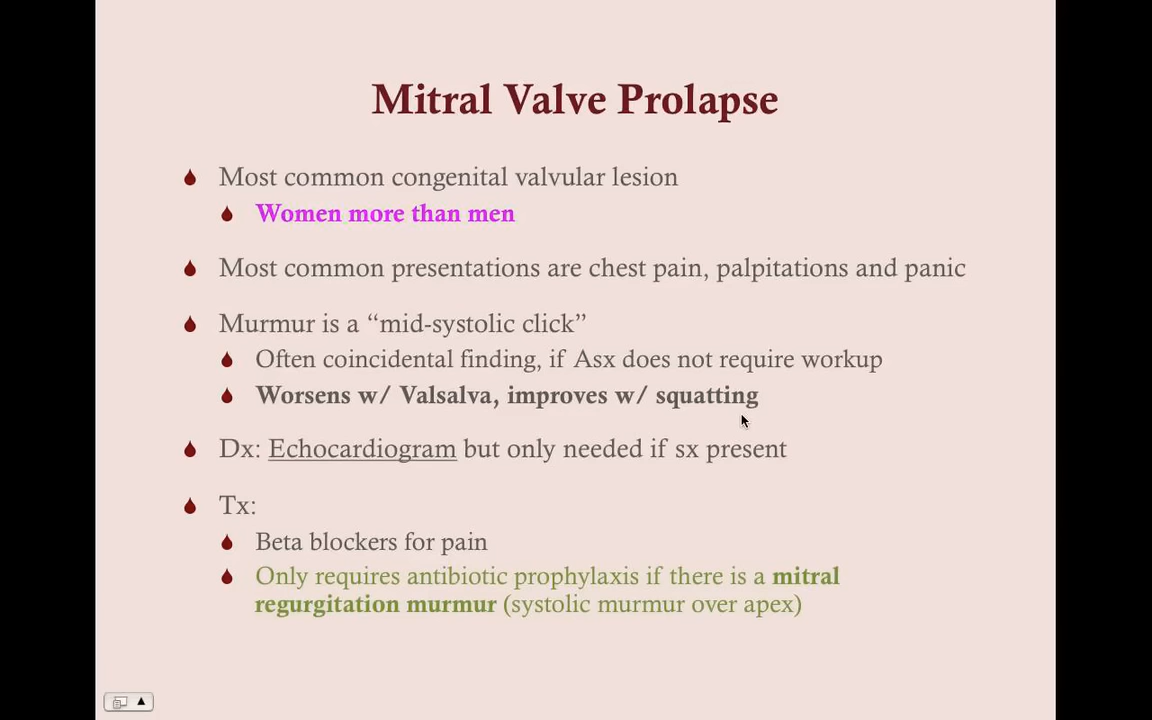 Mitral Valve Prolapse
Most common congenital valvular lesion
Women more than men
Most common presentations are chest pain, palpitations and panic
Murmur is a “mid-systolic click”
Often coincidental finding, if Asx does not require workup
Worsens w/ Valsalva, improves w/ squatting
Dx: Echocardiogram but only needed if sx present
Tx:
Beta blockers for pain
Only requires antibiotic prophylaxis if there is a mitral
regurgitation murmur (systolic murmur over apex)